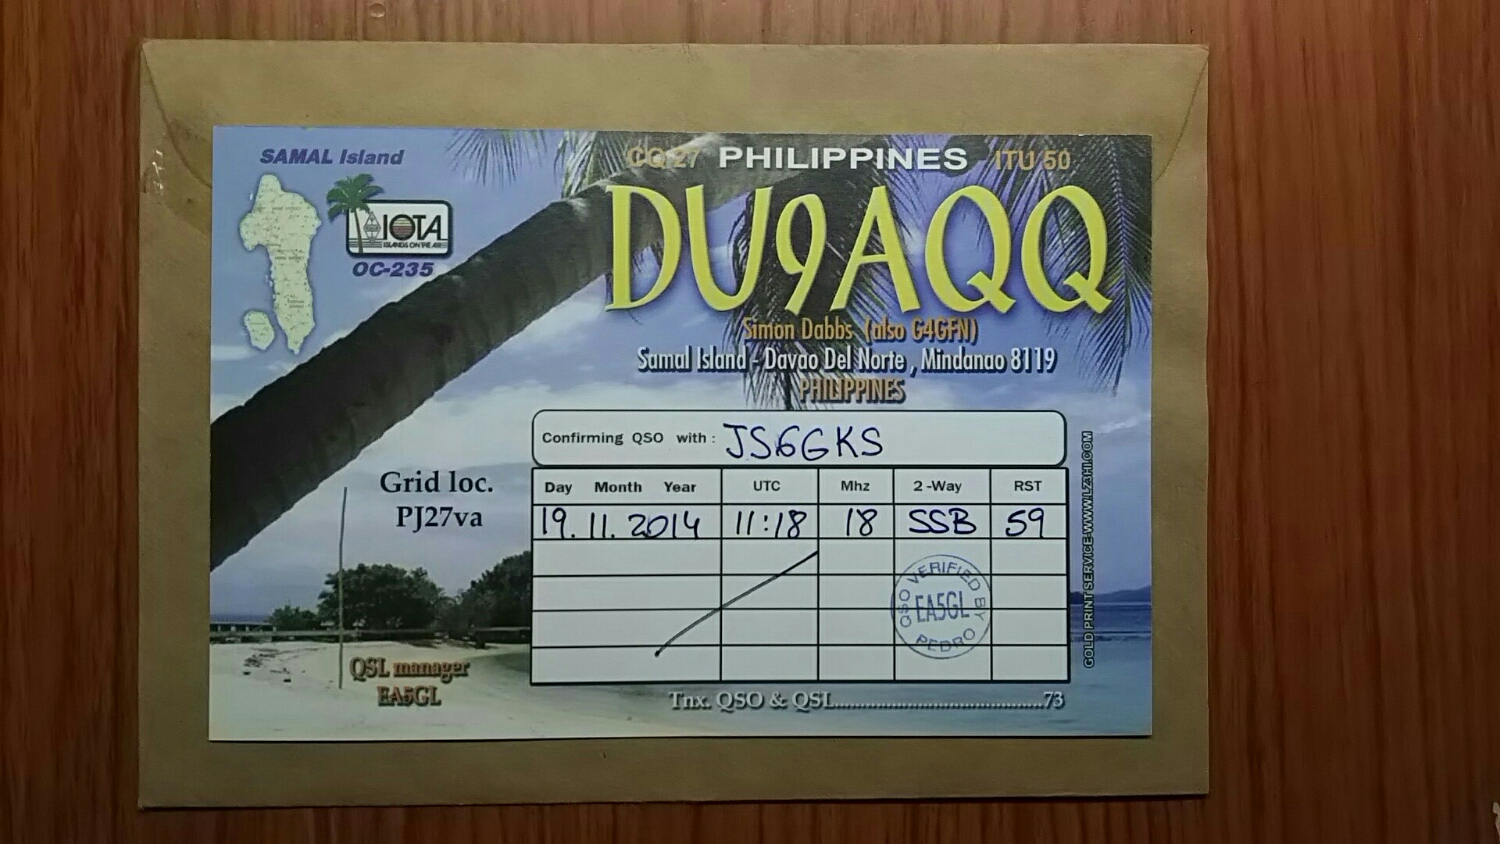 SAMAL Island
IOTA
ISLANDS ON THE AIR
OC-235
CQ 27 PHILIPPINES ITU 50
DU9AQQ
Simon Dabbs (also G4GFN)
Samal Island - Davao Del Norte , Mindanao 8119
PHILIPPINES
Confirming QSO with : JS6GKS
Day Month Year UTC Mhz 2-Way RST
19. 11. 2014 11:18 18 SSB 59
Grid loc.
PJ27va
QSO VERIFIED BY
EA5GL
PEDRO
QSL manager
EA5GL
Tnx. QSO & QSL..........................................73
GOLD PRINT SERVICE-WWW.LZ3HI.COM